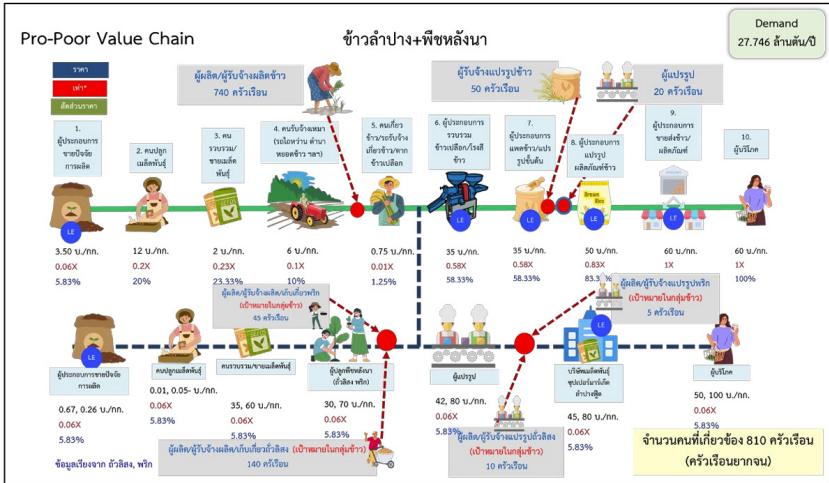 Pro-Poor Value Chain
ข้าวลำปาง+พืชหลังนา
Demand
27.746 ล้านตัน/ปี
ราคา
เท่า*
สัดส่วนราคา
ผู้ผลิต/ผู้รับจ้างผลิตข้าว
740 ครัวเรือน
ผู้รับจ้างแปรรูปข้าว
50 ครัวเรือน
ผู้แปรรูป
20 ครัวเรือน
1.
ผู้ประกอบการ
ขายปัจจัย
การผลิต
2. คนปลูก
เมล็ดพันธุ์
3. คน
รวบรวม/
ขายเมล็ด
พันธุ์
4. คนรับจ้างเหมา
(รถไถหว่าน ดำนา
หยอดข้าว ฯลฯ)
5. คนเกี่ยว
ข้าว/รถรับจ้าง
เกี่ยวข้าว/ตาก
ข้าวเปลือก
6. ผู้ประกอบการ
รวบรวม
ข้าวเปลือก/โรงสี
ข้าว
7.
ผู้ประกอบการ
แพคข้าว/แปร
รูปขั้นต้น
8. ผู้ประกอบการ
แปรรูป
ผลิตภัณฑ์ข้าว
9.
ผู้ประกอบการ
ขายส่งข้าว/
ผลิตภัณฑ์
10.
ผู้บริโภค
VETO
Brown
Rice
LE
LE
LE
LE
LE
3.50 บ./กก.
0.06X
5.83%
12 บ./กก.
0.2X
20%
2 บ./กก.
0.23X
23.33%
6 บ./กก.
0.1X
10%
0.75 บ./กก.
0.01X
1.25%
35 บ./กก.
0.58X
58.33%
35 บ./กก.
0.58X
58.33%
50 บ./กก.
0.83X
83.33%
60 บ./กก.
1X
60 บ./กก.
1X
100%
ผู้ผลิต/ผู้รับจ้างผลิต/เก็บเกี่ยวพริก
(เป้าหมายในกลุ่มข้าว)
45 ครัวเรือน
ผู้ผลิต/ผู้รับจ้างแปรรูปพริก
(เป้าหมายในกลุ่มข้าว)
5 ครัวเรือน
LE
LE
ผู้ประกอบการขายปัจจัย
การผลิต
คนปลูกเมล็ดพันธุ์
คนรวบรวม/ขายเมล็ดพันธุ์
ผู้ปลูกพืชหลังนา
(ถั่วลิสง พริก)
ผู้แปรรูป
บริษัทเมล็ดพันธุ์
ซุปเปอร์มาร์เก็ต
ลำปางฟู้ด
ผู้บริโภค
0.67, 0.26 บ./กก.
0.06X
5.83%
0.01, 0.05- บ./กก.
0.06X
5.83%
35, 60 บ./กก.
0.06X
5.83%
30, 70 บ./กก.
0.06X
5.83%
42, 80 บ./กก.
0.06X
5.83%
45, 80 บ./กก.
0.06X
5.83%
50, 100 บ./กก.
0.06X
5.83%
ผู้ผลิต/ผู้รับจ้างผลิต/เก็บเกี่ยวถั่วลิสง (เป้าหมายในกลุ่มข้าว)
140 ครัวเรือน
ผู้ผลิต/ผู้รับจ้างแปรรูปถั่วลิสง
(เป้าหมายในกลุ่มข้าว)
10 ครัวเรือน
จำนวนคนที่เกี่ยวข้อง 810 ครัวเรือน
(ครัวเรือนยากจน)
ข้อมูลเรียงจาก ถั่วลิสง, พริก